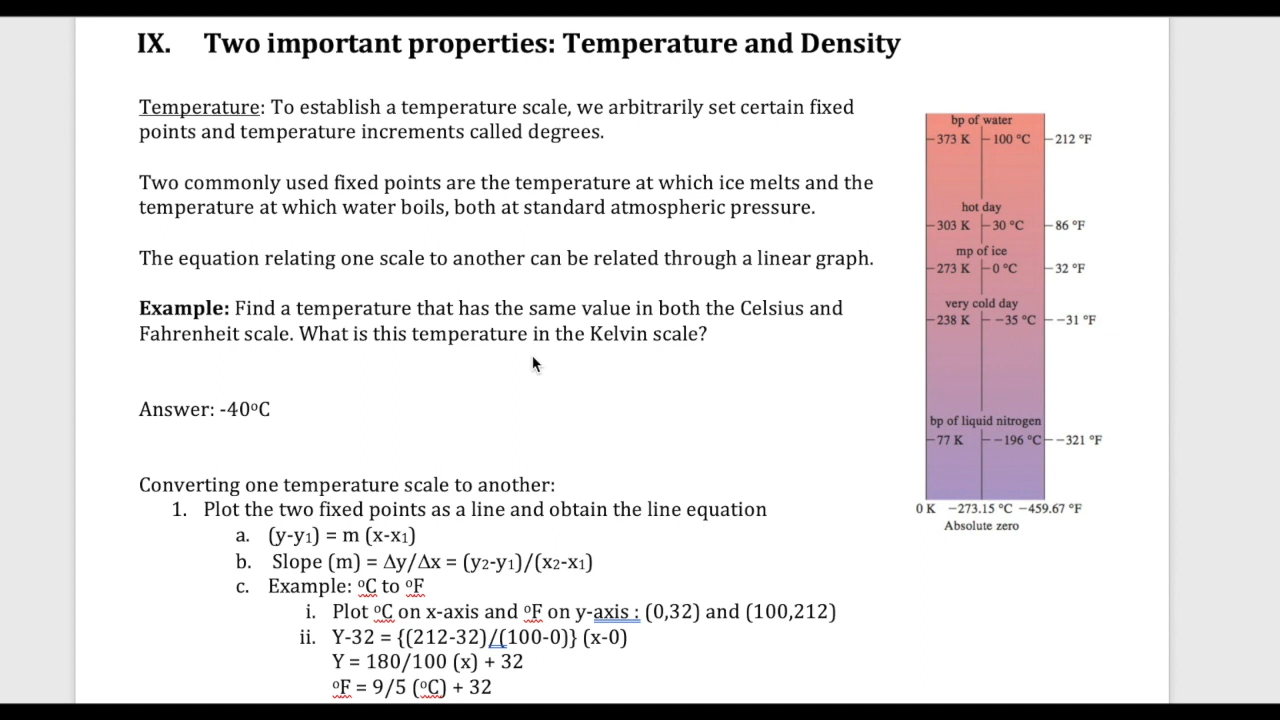 IX. Two important properties: Temperature and Density
Temperature: To establish a temperature scale, we arbitrarily set certain fixed
points and temperature increments called degrees.
Two commonly used fixed points are the temperature at which ice melts and the
temperature at which water boils, both at standard atmospheric pressure.
The equation relating one scale to another can be related through a linear graph.
Example: Find a temperature that has the same value in both the Celsius and
Fahrenheit scale. What is this temperature in the Kelvin scale?
Answer: -40ºC
Converting one temperature scale to another:
1. Plot the two fixed points as a line and obtain the line equation
a. (y-y₁) = m (x-x₁)
b. Slope (m) = Δy/Δx = (y₂-y₁)/(x₂-x₁)
c. Example: ºC to ºF
i. Plot ºC on x-axis and ºF on y-axis : (0,32) and (100,212)
ii. Y-32 = {(212-32)/(100-0)} (x-0)
Y = 180/100 (x) + 32
ºF = 9/5 (ºC) + 32
bp of water
373 K 100 °C 212 °F
hot day
303 K 30 °C 86 °F
mp of ice
273 K 0 °C 32 °F
very cold day
238 K −35 °C −31 °F
bp of liquid nitrogen
77 K −196 °C −321 °F
0 K −273.15 °C −459.67 °F
Absolute zero